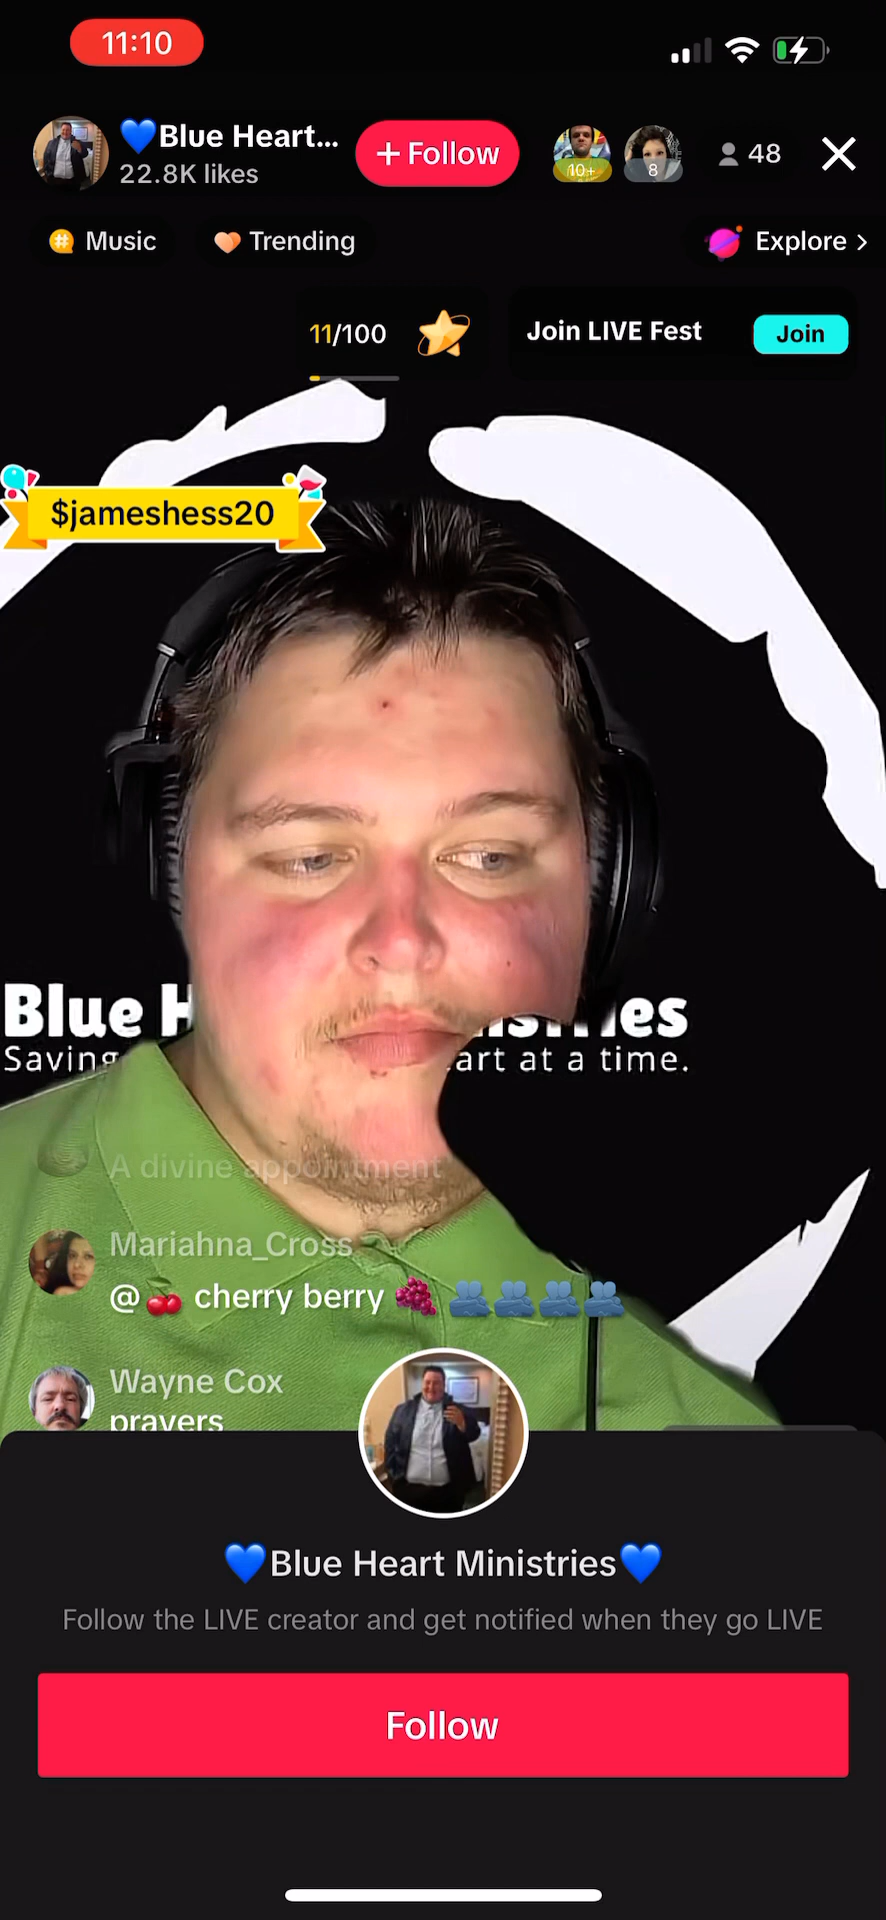 11:10
💙Blue Heart...
22.8K likes
+ Follow
10+
8
48
Music
Trending
Explore >
11/100
Join LIVE Fest
Join
$jameshess20
Blue
Saving
at a time.
A divine appointment
Mariahna_Cross
@🍒 cherry berry 🍇 🫂🫂🫂🫂
Wayne Cox
prayers
💙Blue Heart Ministries💙
Follow the LIVE creator and get notified when they go LIVE
Follow